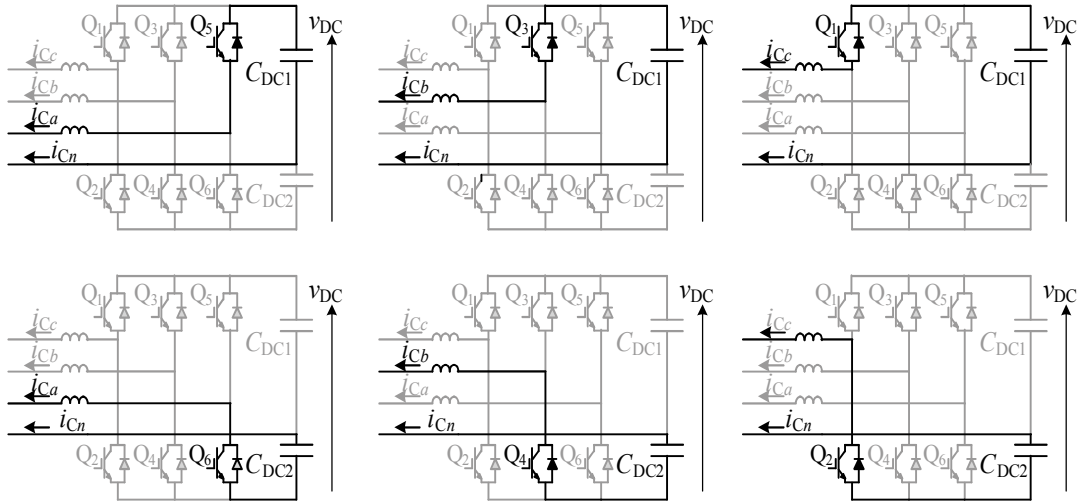 Q1 Q3 Q5 vDC
iCc
CDC1
iCb
iCa
iCn
Q2 Q4 Q6 CDC2
Q1 Q3 Q5 vDC
iCc
CDC1
iCb
iCa
iCn
Q2 Q4 Q6 CDC2
Q1 Q3 Q5 vDC
iCc
CDC1
iCb
iCa
iCn
Q2 Q4 Q6 CDC2
Q1 Q3 Q5 vDC
iCc
CDC1
iCb
iCa
iCn
Q2 Q4 Q6 CDC2
Q1 Q3 Q5 vDC
iCc
CDC1
iCb
iCa
iCn
Q2 Q4 Q6 CDC2
Q1 Q3 Q5 vDC
iCc
CDC1
iCb
iCa
iCn
Q2 Q4 Q6 CDC2